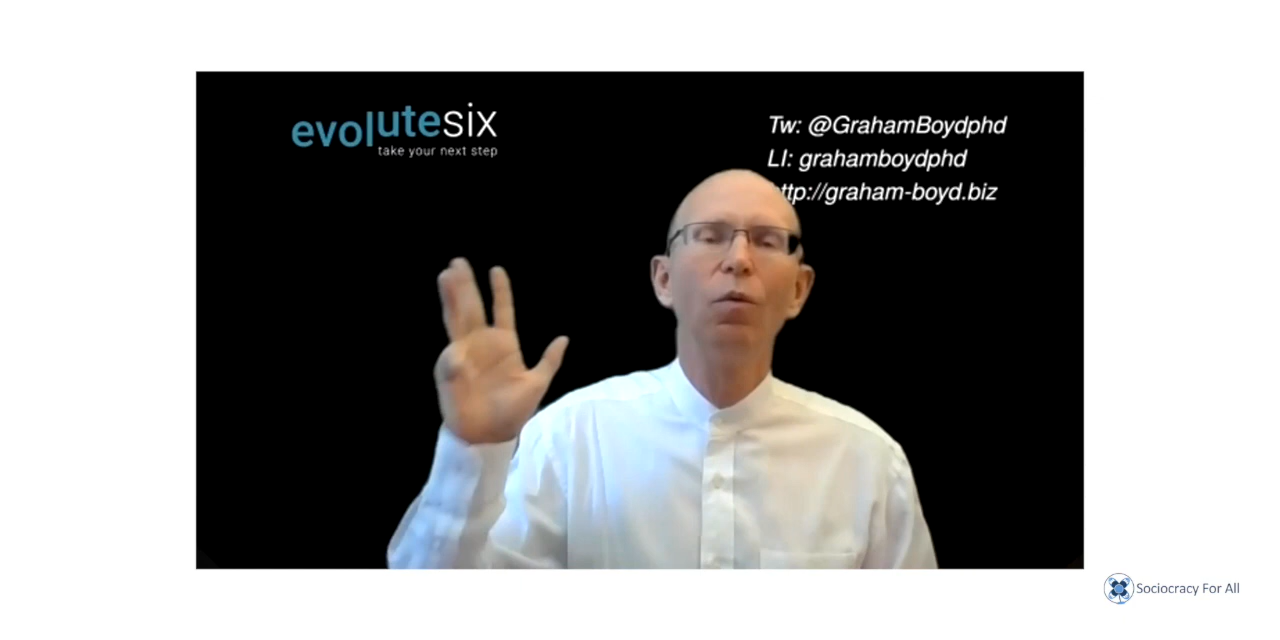 evolutesix
take your next step
Tw: @GrahamBoydphd
LI: grahamboydphd
ttp://graham-boyd.biz
Sociocracy For All